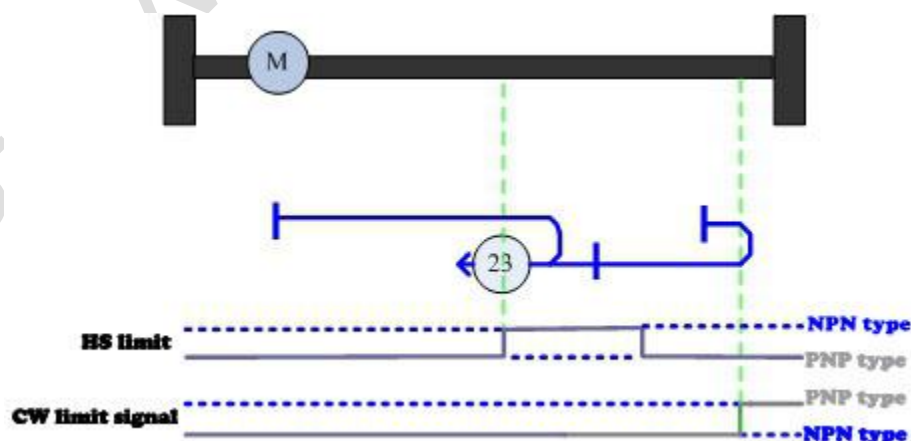 M
23
HS limit
NPN type
PNP type
CW limit signal
PNP type
NPN type